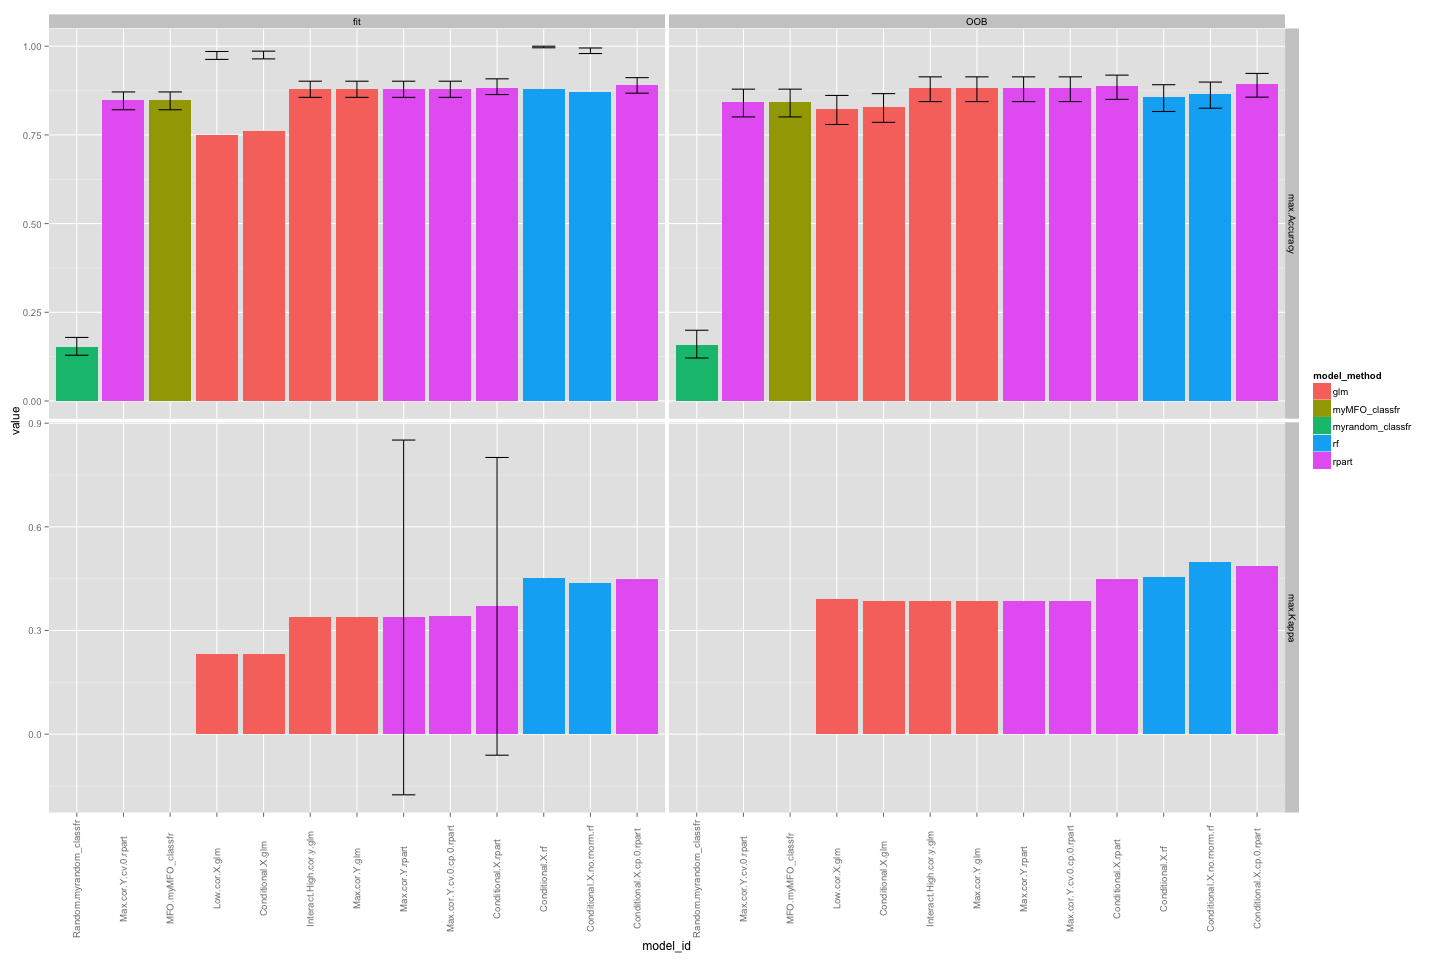 fit
OOB
1.00
0.75
0.50
0.25
0.00
max.Accuracy
value
0.9
0.6
0.3
0.0
max.Kappa
Random.myrandom_classfr
Max.cor.Y.cv.0.rpart
MFO.myMFO_classfr
Low.cor.X.glm
Conditional.X.glm
Interact.High.cor.y.glm
Max.cor.Y.glm
Max.cor.Y.rpart
Max.cor.Y.cv.0.cp.0.rpart
Conditional.X.rpart
Conditional.X.rf
Conditional.X.no.rnorm.rf
Conditional.X.cp.0.rpart
Random.myrandom_classfr
Max.cor.Y.cv.0.rpart
MFO.myMFO_classfr
Low.cor.X.glm
Conditional.X.glm
Interact.High.cor.y.glm
Max.cor.Y.glm
Max.cor.Y.rpart
Max.cor.Y.cv.0.cp.0.rpart
Conditional.X.rpart
Conditional.X.rf
Conditional.X.no.rnorm.rf
Conditional.X.cp.0.rpart
model_id
model_method
glm
myMFO_classfr
myrandom_classfr
rf
rpart